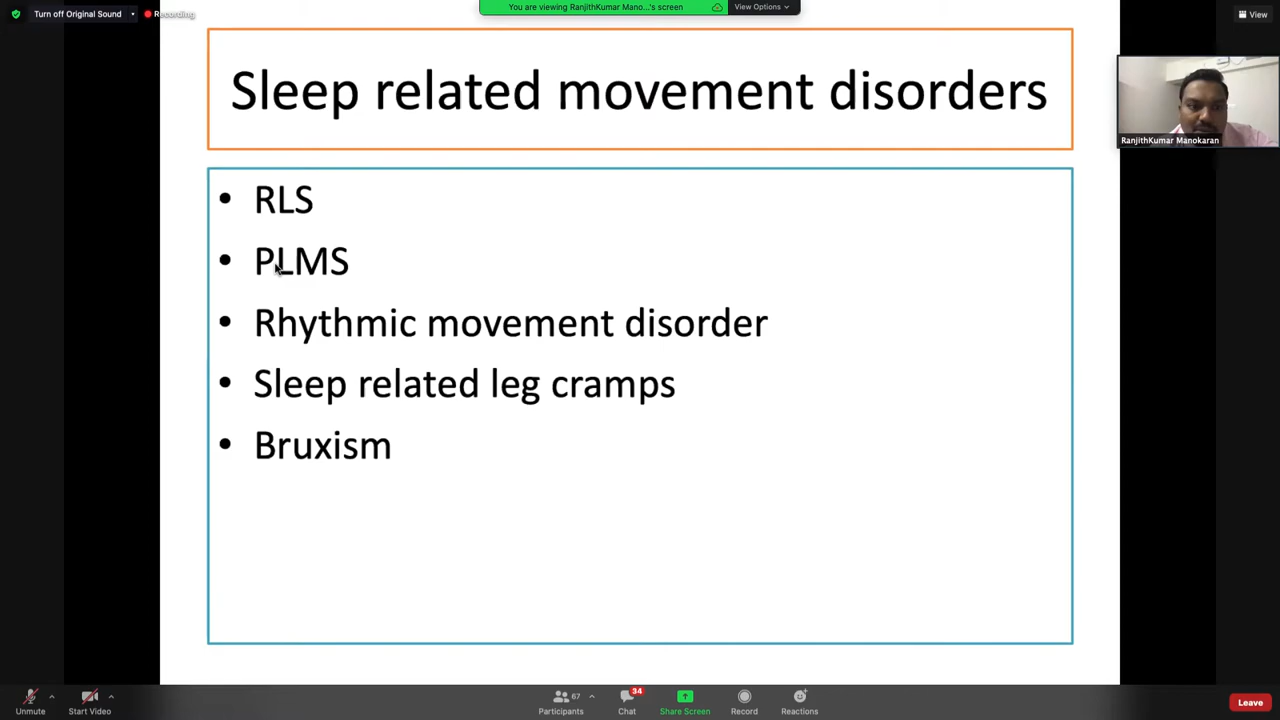 Turn off Original Sound
Recording
You are viewing RanjithKumar Mano...'s screen
View Options
View
Sleep related movement disorders
RanjithKumar Manokaran
• RLS
• PLMS
• Rhythmic movement disorder
• Sleep related leg cramps
• Bruxism
Unmute
Start Video
67
Participants
34
Chat
Share Screen
Record
Reactions
Leave